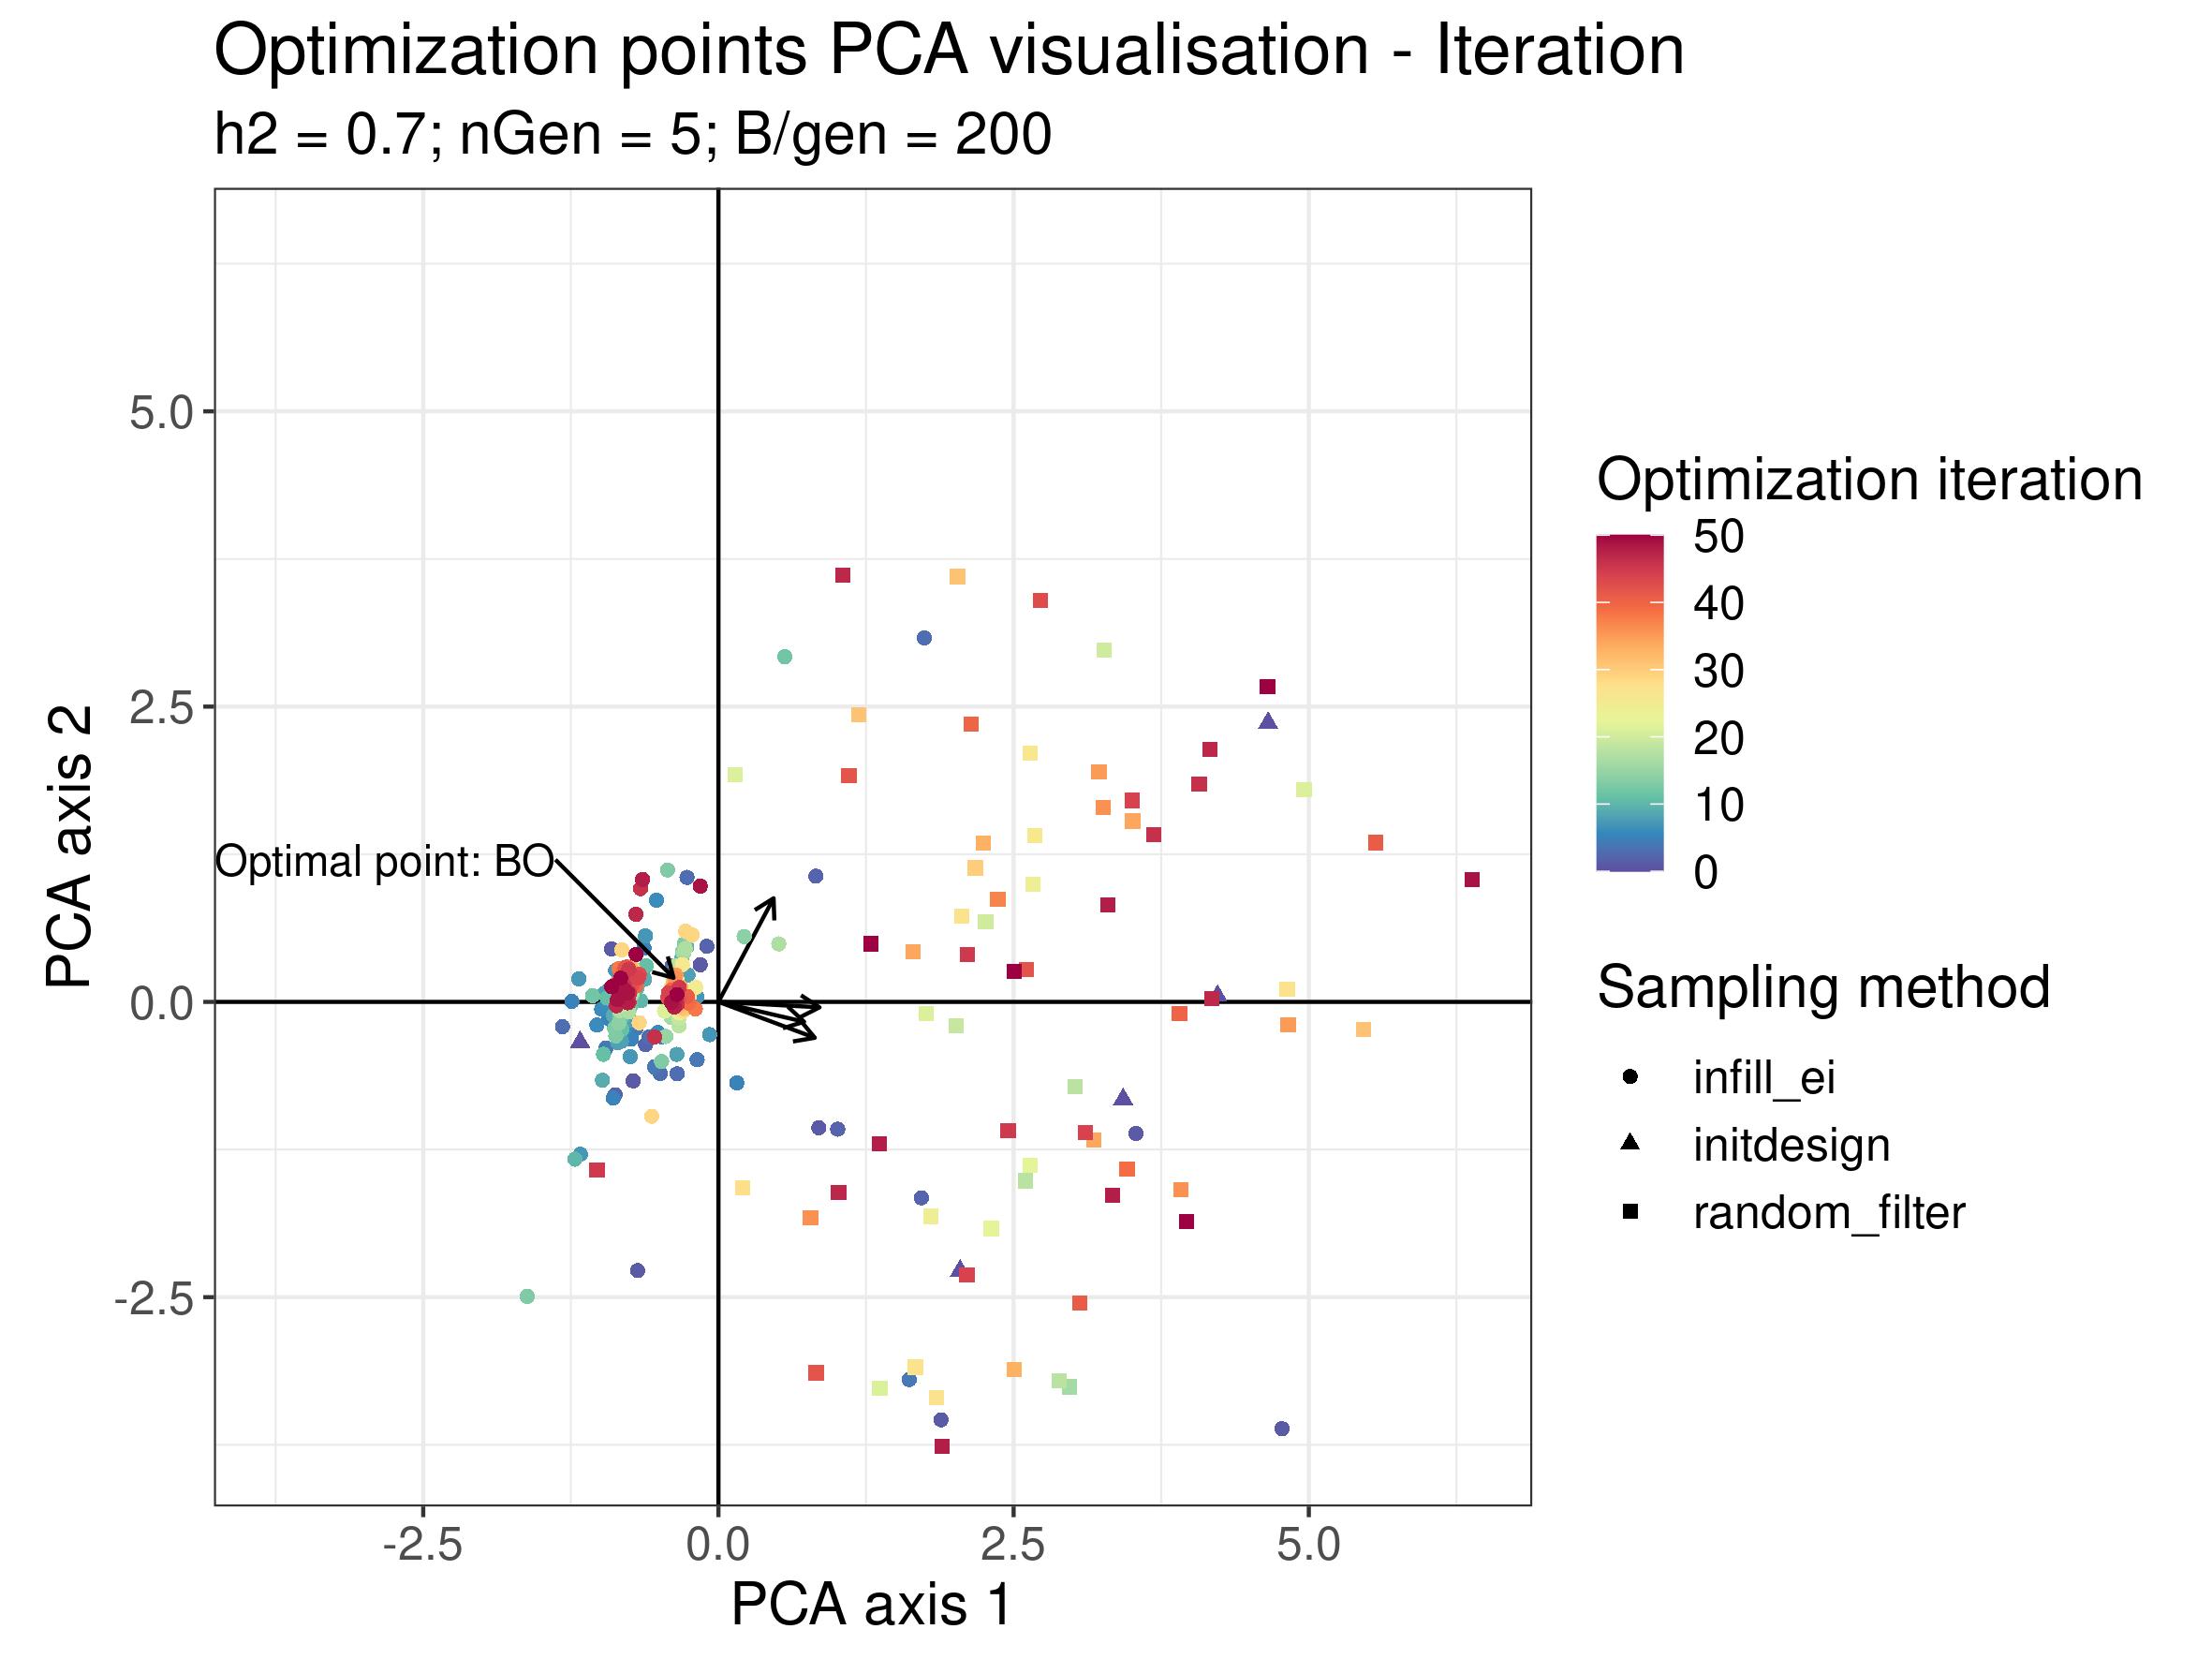 Optimization points PCA visualisation - Iteration
h2 = 0.7; nGen = 5; B/gen = 200
PCA axis 2
5.0
2.5
0.0
-2.5
Optimal point: BO
-2.5
0.0
2.5
5.0
PCA axis 1
Optimization iteration
50
40
30
20
10
0
Sampling method
infill_ei
initdesign
random_filter